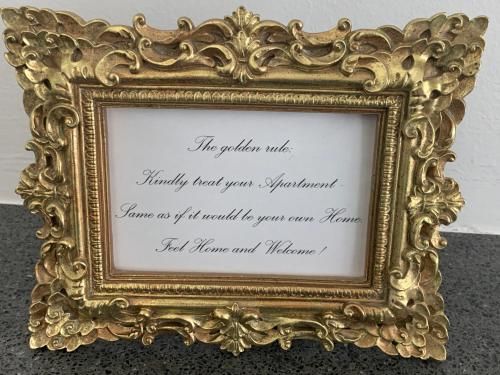 The golden rule;
Kindly treat your Apartment -
Same as if it would be your own Home.
Feel Home and Welcome!